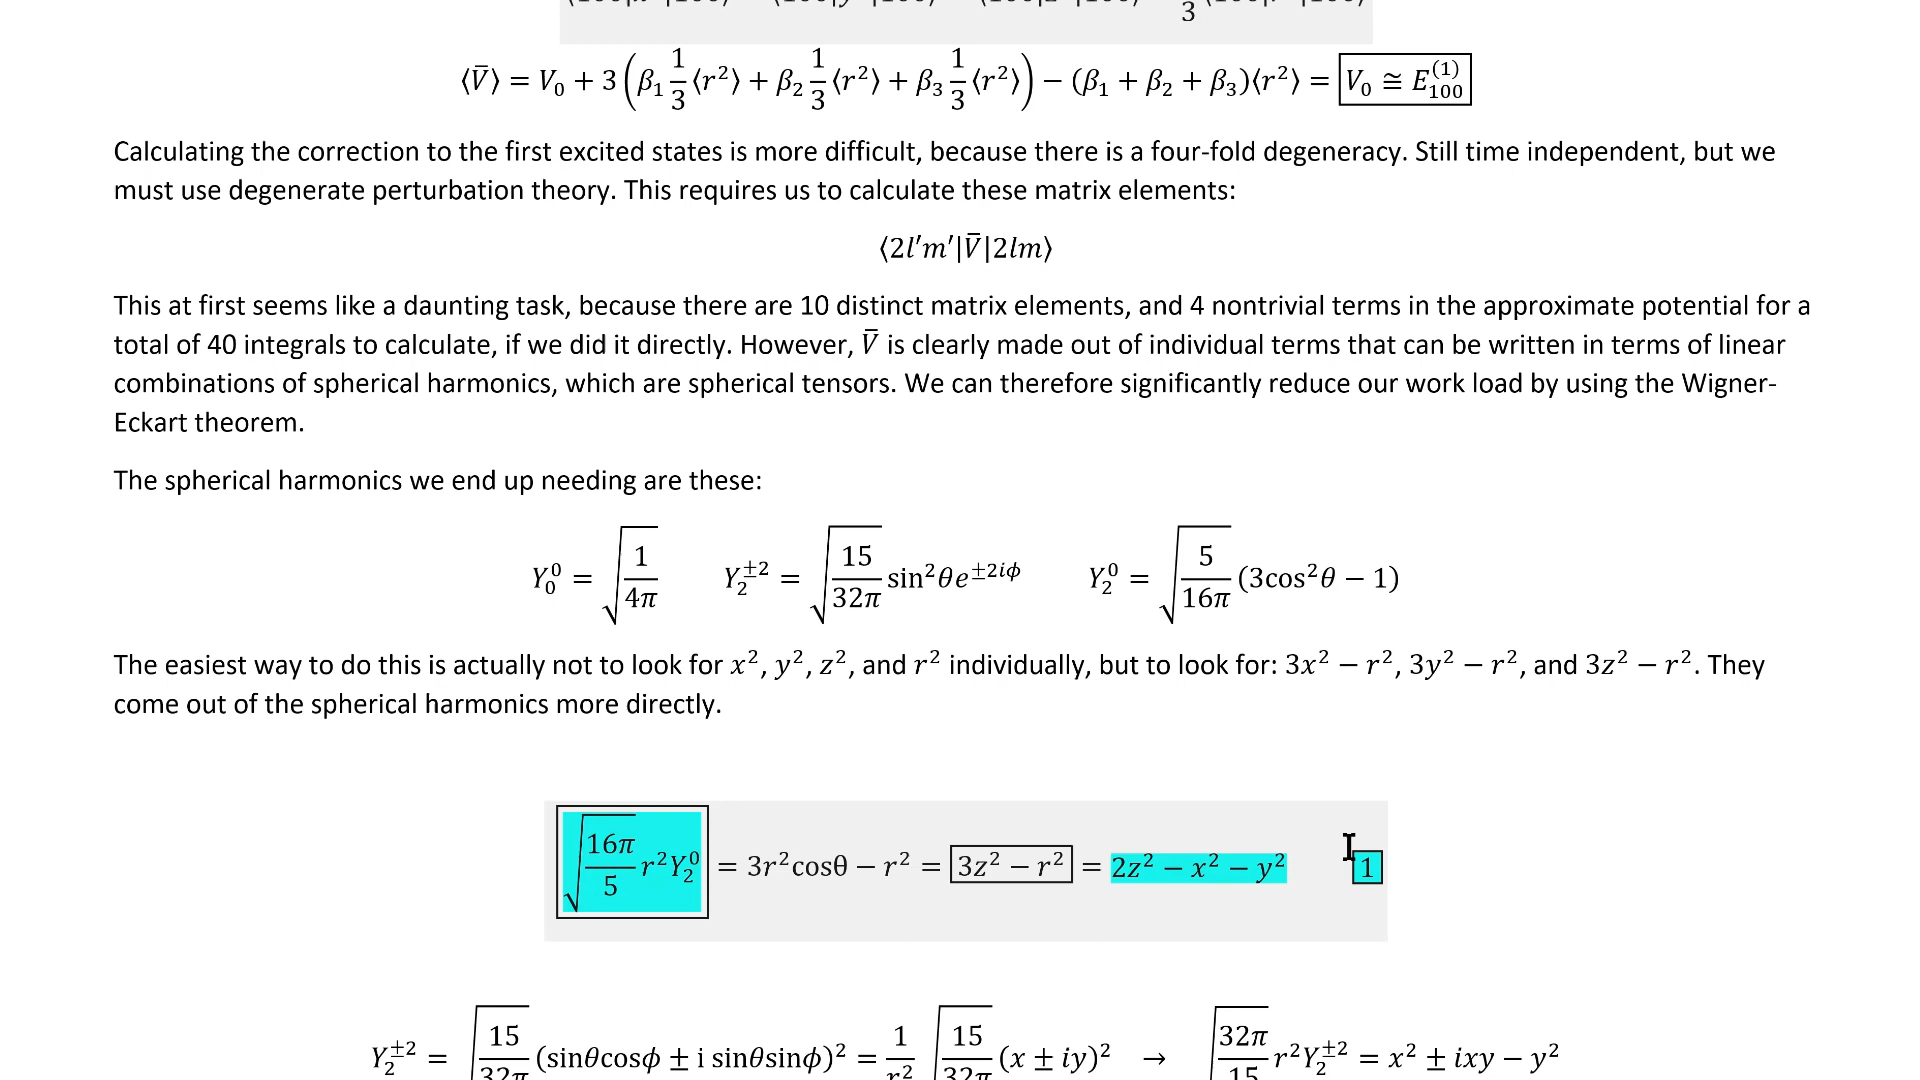 3
⟨V̄⟩ = V₀ + 3(β₁ 1/3 ⟨r²⟩ + β₂ 1/3 ⟨r²⟩ + β₃ 1/3 ⟨r²⟩) − (β₁ + β₂ + β₃)⟨r²⟩ = V₀ ≅ E₁₀₀⁽¹⁾
Calculating the correction to the first excited states is more difficult, because there is a four-fold degeneracy. Still time independent, but we
must use degenerate perturbation theory. This requires us to calculate these matrix elements:
⟨2l′m′|V̄|2lm⟩
This at first seems like a daunting task, because there are 10 distinct matrix elements, and 4 nontrivial terms in the approximate potential for a
total of 40 integrals to calculate, if we did it directly. However, V̄ is clearly made out of individual terms that can be written in terms of linear
combinations of spherical harmonics, which are spherical tensors. We can therefore significantly reduce our work load by using the Wigner-
Eckart theorem.
The spherical harmonics we end up needing are these:
Y₀⁰ = √(1/4π) Y₂^±2 = √(15/32π) sin²θe^±2iϕ Y₂⁰ = √(5/16π) (3cos²θ − 1)
The easiest way to do this is actually not to look for x², y², z², and r² individually, but to look for: 3x² − r², 3y² − r², and 3z² − r². They
come out of the spherical harmonics more directly.
√(16π/5) r²Y₂⁰ = 3r²cosθ − r² = 3z² − r² = 2z² − x² − y² 1
Y₂^±2 = √(15/32π) (sinθcosϕ ± i sinθsinϕ)² = 1/r² √(15/32π) (x ± iy)² → √(32π/15) r²Y₂^±2 = x² ± ixy − y²